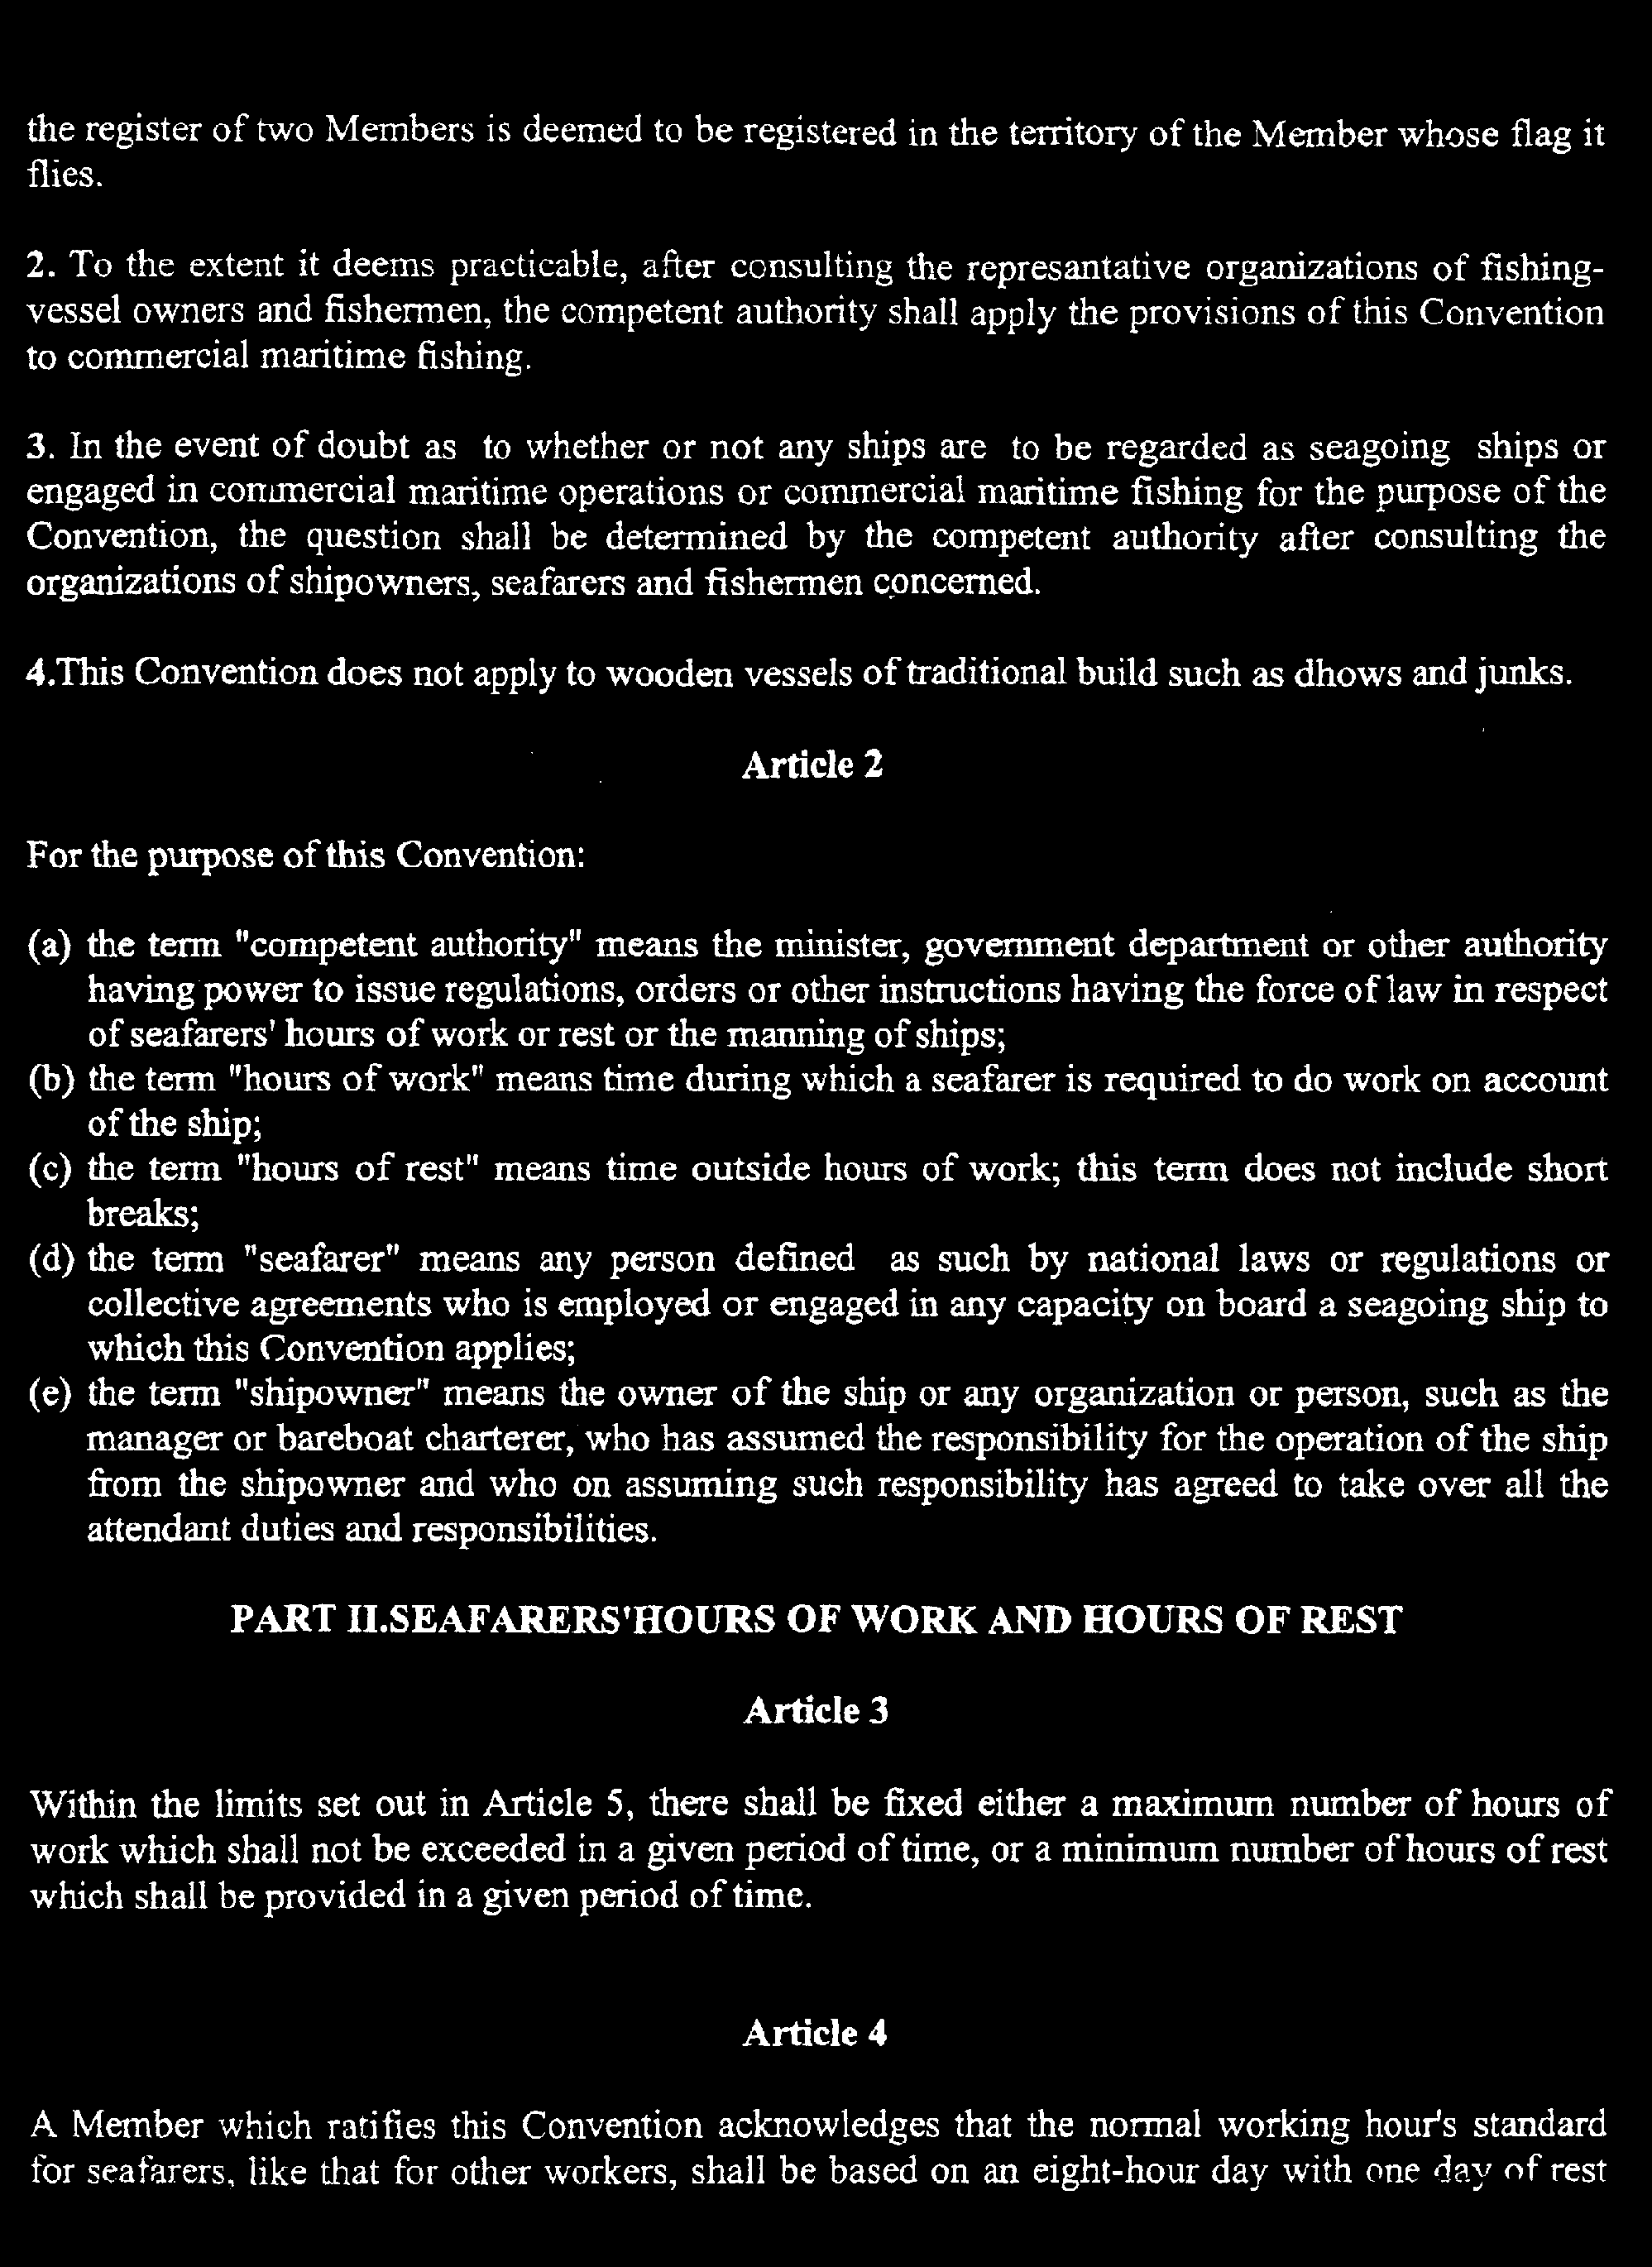 the register of two Members is deemed to be registered in the territory of the Member whose flag it
flies.
2. To the extent it deems practicable, after consulting the represantative organizations of fishing-
vessel owners and fishermen, the competent authority shall apply the provisions of this Convention
to commercial maritime fishing.
3. In the event of doubt as to whether or not any ships are to be regarded as seagoing ships or
engaged in commercial maritime operations or commercial maritime fishing for the purpose of the
Convention, the question shall be determined by the competent authority after consulting the
organizations of shipowners, seafarers and fishermen concerned.
4.This Convention does not apply to wooden vessels of traditional build such as dhows and junks.
Article 2
For the purpose of this Convention:
(a) the term "competent authority" means the minister, government department or other authority
having power to issue regulations, orders or other instructions having the force of law in respect
of seafarers' hours of work or rest or the manning of ships;
(b) the term "hours of work" means time during which a seafarer is required to do work on account
of the ship;
(c) the term "hours of rest" means time outside hours of work; this term does not include short
breaks;
(d) the term "seafarer" means any person defined as such by national laws or regulations or
collective agreements who is employed or engaged in any capacity on board a seagoing ship to
which this Convention applies;
(e) the term "shipowner" means the owner of the ship or any organization or person, such as the
manager or bareboat charterer, who has assumed the responsibility for the operation of the ship
from the shipowner and who on assuming such responsibility has agreed to take over all the
attendant duties and responsibilities.
PART II.SEAFARERS'HOURS OF WORK AND HOURS OF REST
Article 3
Within the limits set out in Article 5, there shall be fixed either a maximum number of hours of
work which shall not be exceeded in a given period of time, or a minimum number of hours of rest
which shall be provided in a given period of time.
Article 4
A Member which ratifies this Convention acknowledges that the normal working hour's standard
for seafarers, like that for other workers, shall be based on an eight-hour day with one day of rest